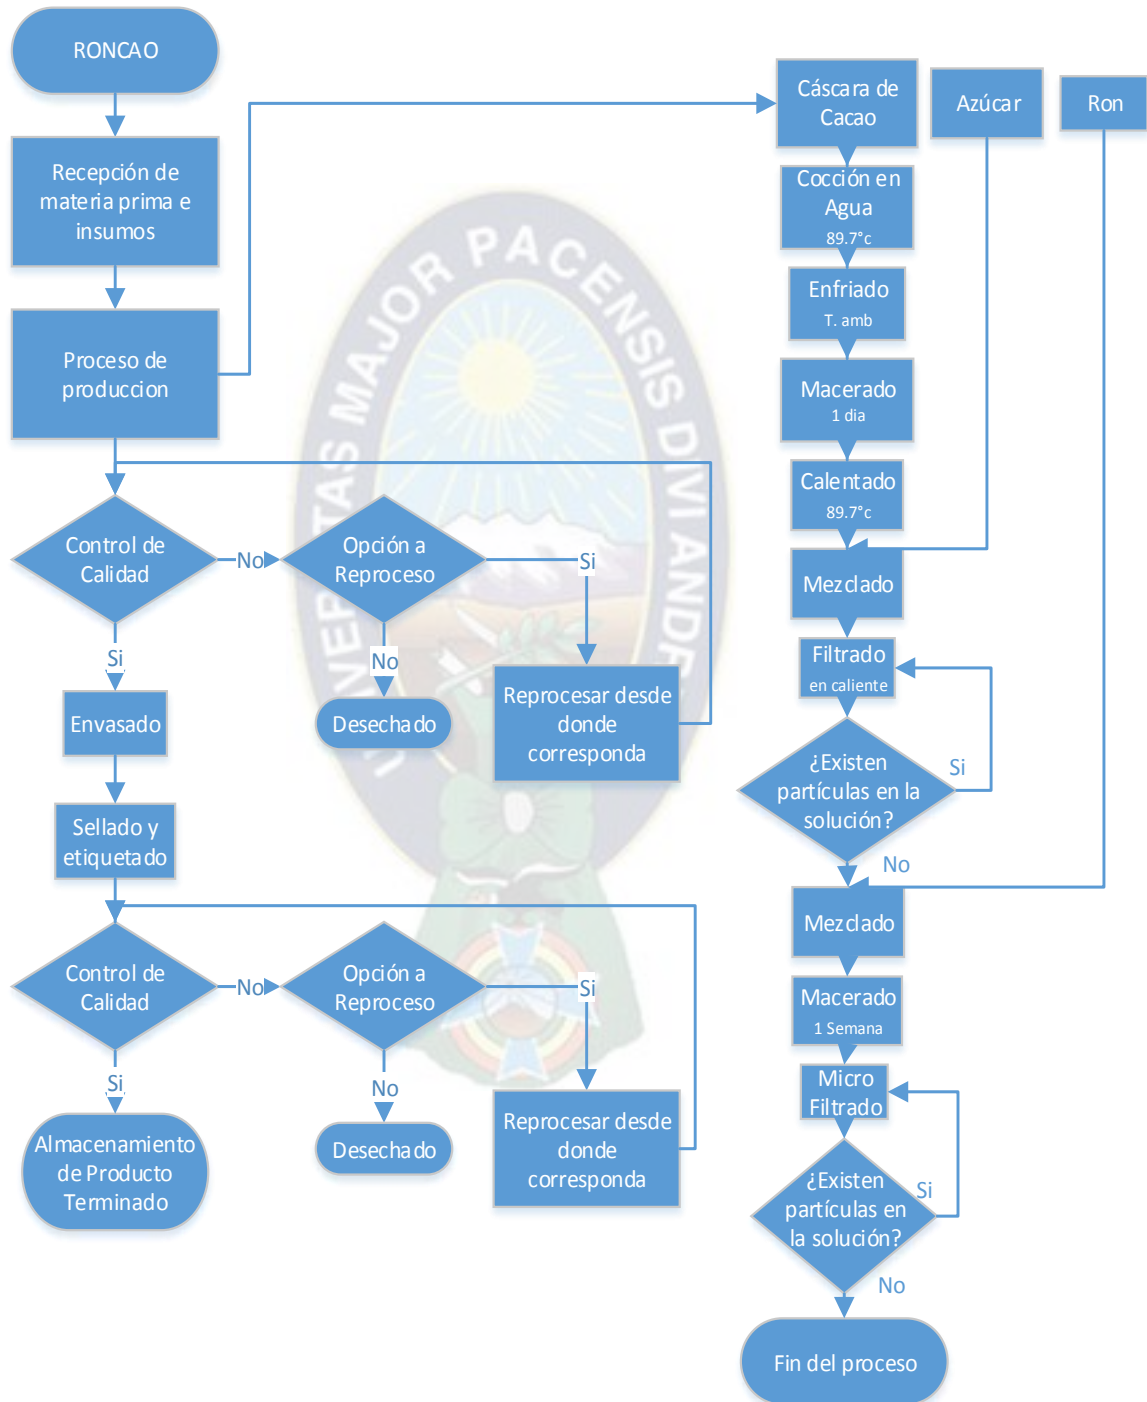 RONCAO
Recepción de
materia prima e
insumos
Proceso de
produccion
Control de
Calidad
No
Opción a
Reproceso
Si
No
Desechado
Reprocesar desde
donde
corresponda
Si
Envasado
Sellado y
etiquetado
Control de
Calidad
No
Opción a
Reproceso
Si
No
Desechado
Reprocesar desde
donde
corresponda
Si
Almacenamiento
de Producto
Terminado
Cáscara de
Cacao
Azúcar
Ron
Cocción en
Agua
89.7°c
Enfriado
T. amb
Macerado
1 dia
Calentado
89.7°c
Mezclado
Filtrado
en caliente
¿Existen
partículas en la
solución?
Si
No
Mezclado
Macerado
1 Semana
Micro
Filtrado
¿Existen
partículas en
la solución?
Si
No
Fin del proceso
MAJOR PACENSIS DIVI ANDR